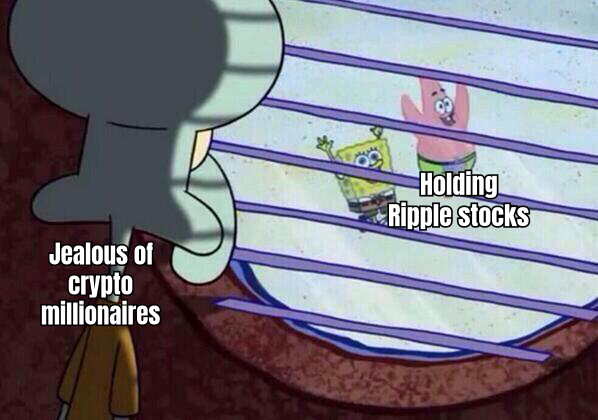 Jealous of
crypto
millionaires
Holding
Ripple stocks